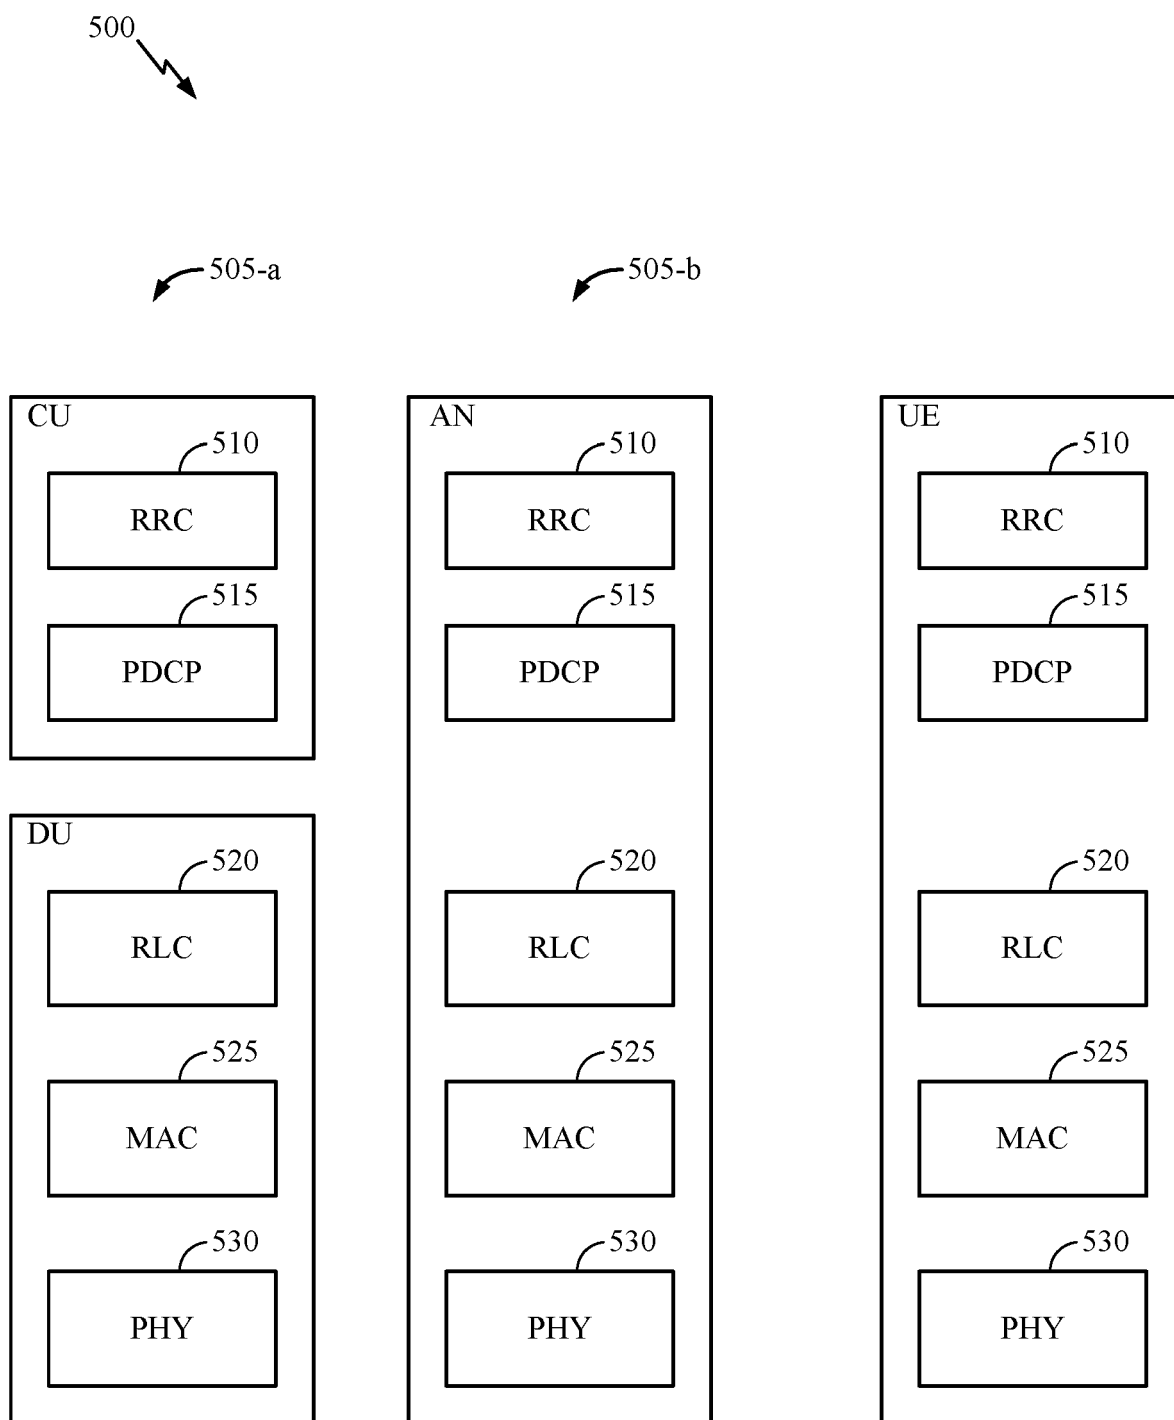 500
505-a 505-b
CU AN UE
510 510 510
RRC RRC RRC
515 515 515
PDCP PDCP PDCP
DU
520 520 520
RLC RLC RLC
525 525 525
MAC MAC MAC
530 530 530
PHY PHY PHY